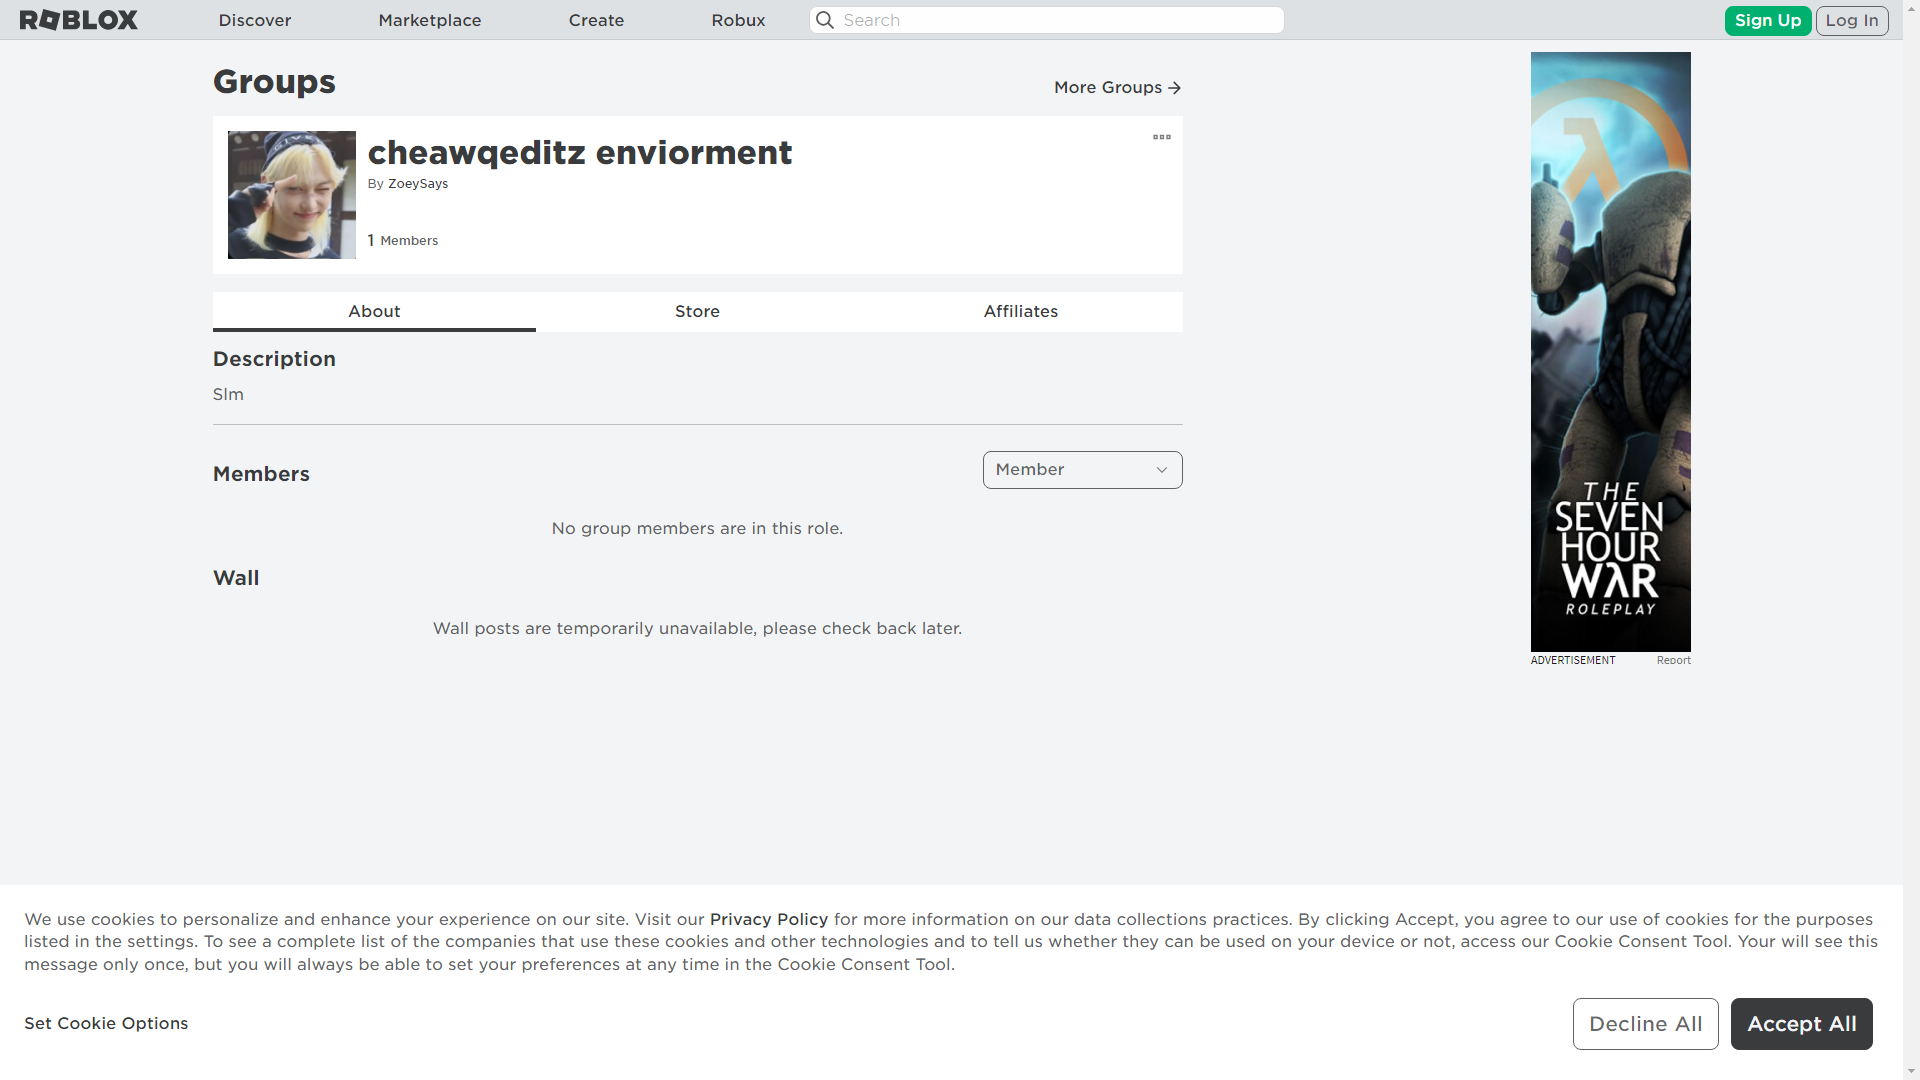 ROBLOX Discover Marketplace Create Robux Search Sign Up Log In
Groups
More Groups
cheawqeditz enviorment
By ZoeySays
1 Members
About Store Affiliates
Description
Slm
Members
Member
No group members are in this role.
Wall
Wall posts are temporarily unavailable, please check back later.
THE
SEVEN
HOUR
WλR
ROLEPLAY
ADVERTISEMENT Report
We use cookies to personalize and enhance your experience on our site. Visit our Privacy Policy for more information on our data collections practices. By clicking Accept, you agree to our use of cookies for the purposes
listed in the settings. To see a complete list of the companies that use these cookies and other technologies and to tell us whether they can be used on your device or not, access our Cookie Consent Tool. Your will see this
message only once, but you will always be able to set your preferences at any time in the Cookie Consent Tool.
Set Cookie Options
Decline All
Accept All